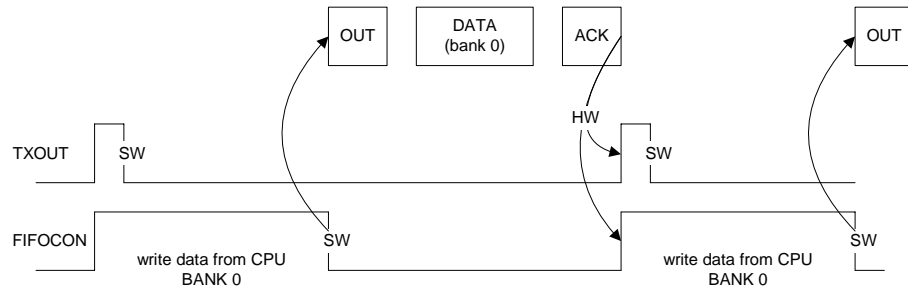 OUT
DATA
(bank 0)
ACK
OUT
HW
TXOUT
SW
SW
FIFOCON
SW
SW
write data from CPU
BANK 0
write data from CPU
BANK 0